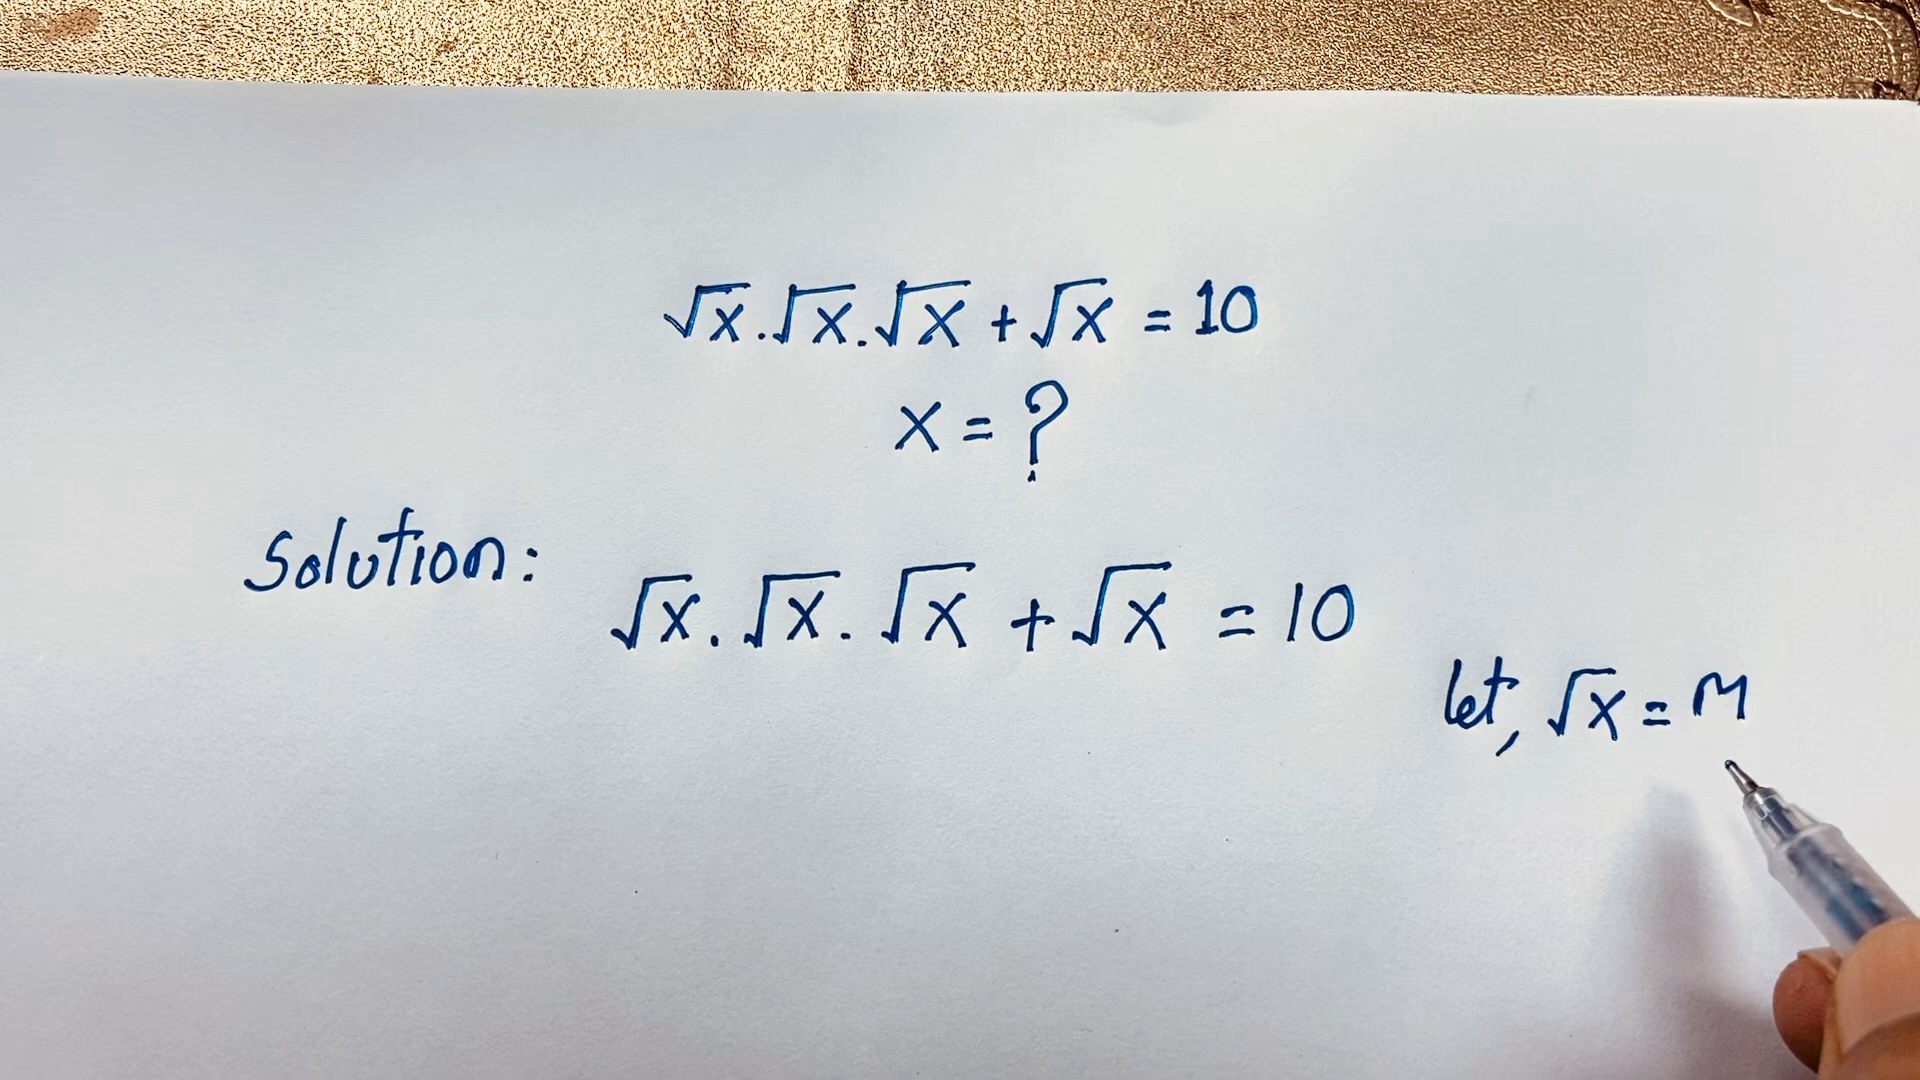 √x.√x.√x + √x = 10
x = ?
Solution:
√x.√x.√x + √x = 10
let, √x = M